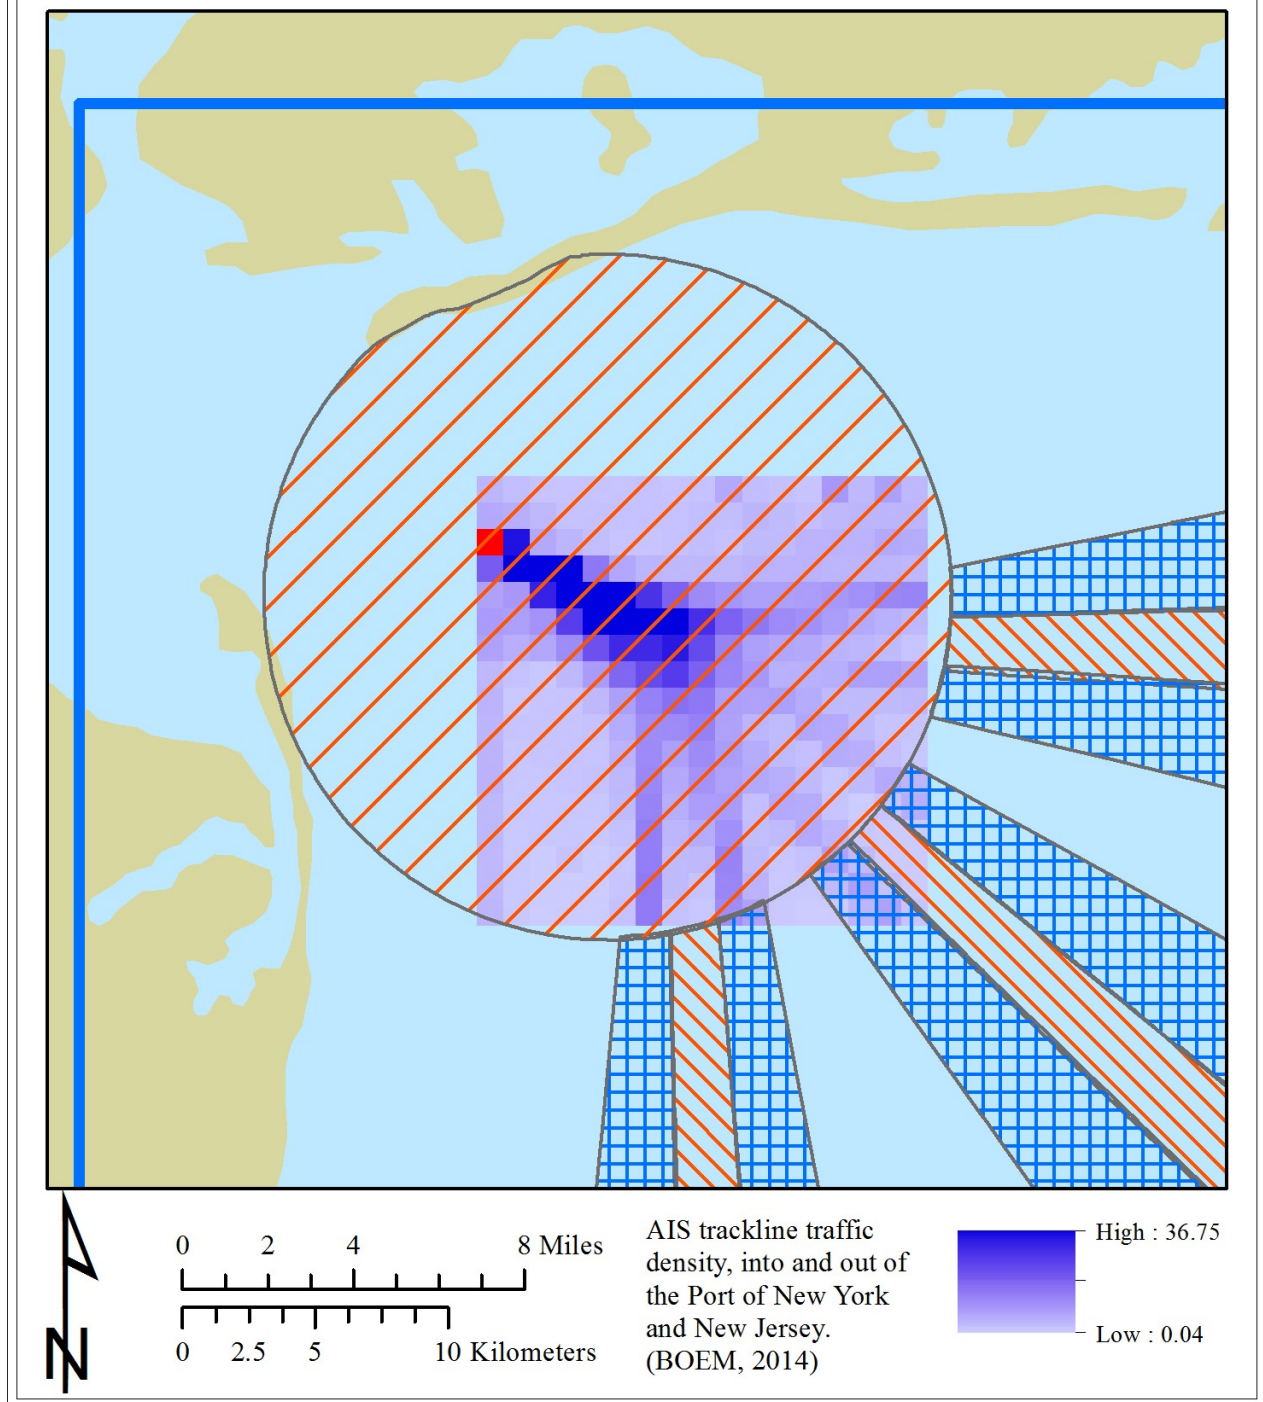 0 2 4 8 Miles
0 2.5 5 10 Kilometers
N
AIS trackline traffic
density, into and out of
the Port of New York
and New Jersey.
(BOEM, 2014)
High : 36.75
Low : 0.04